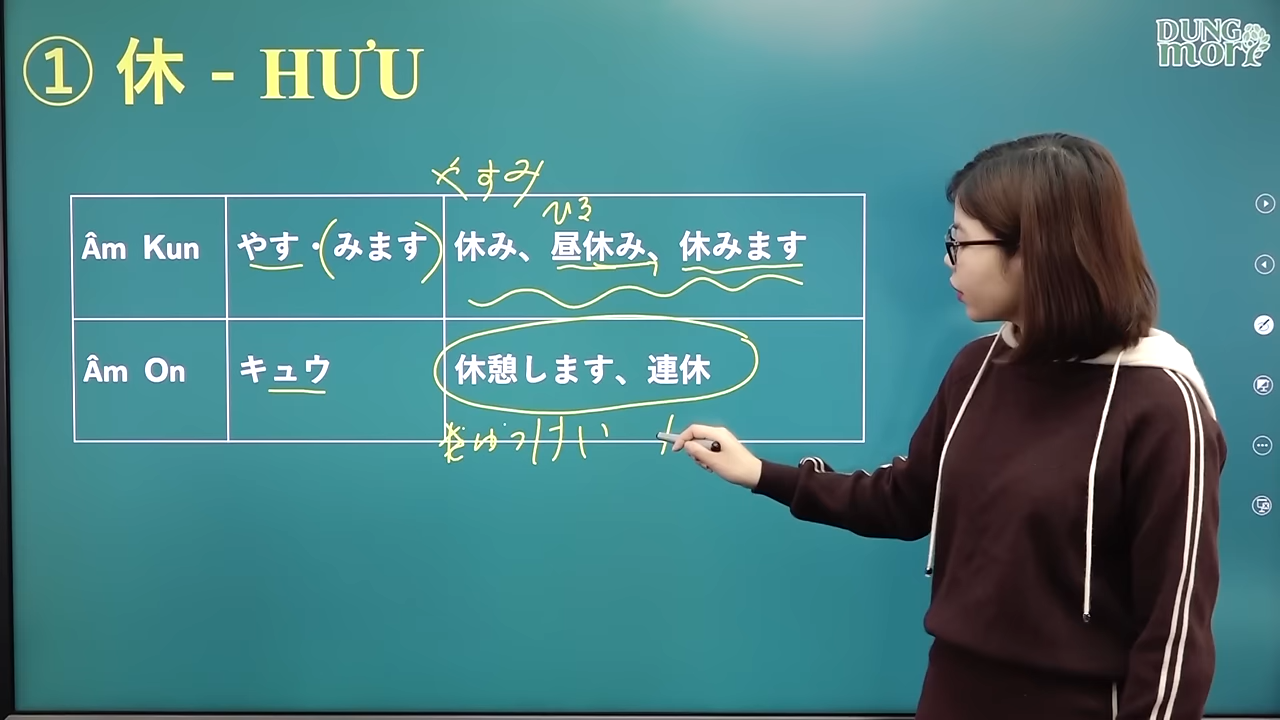 DUNG
mori
① 休 - HƯU
やすみ
ひる
Âm Kun やす・(みます) 休み、昼休み、休みます
Âm On キュウ 休憩します、連休
きゅうけい